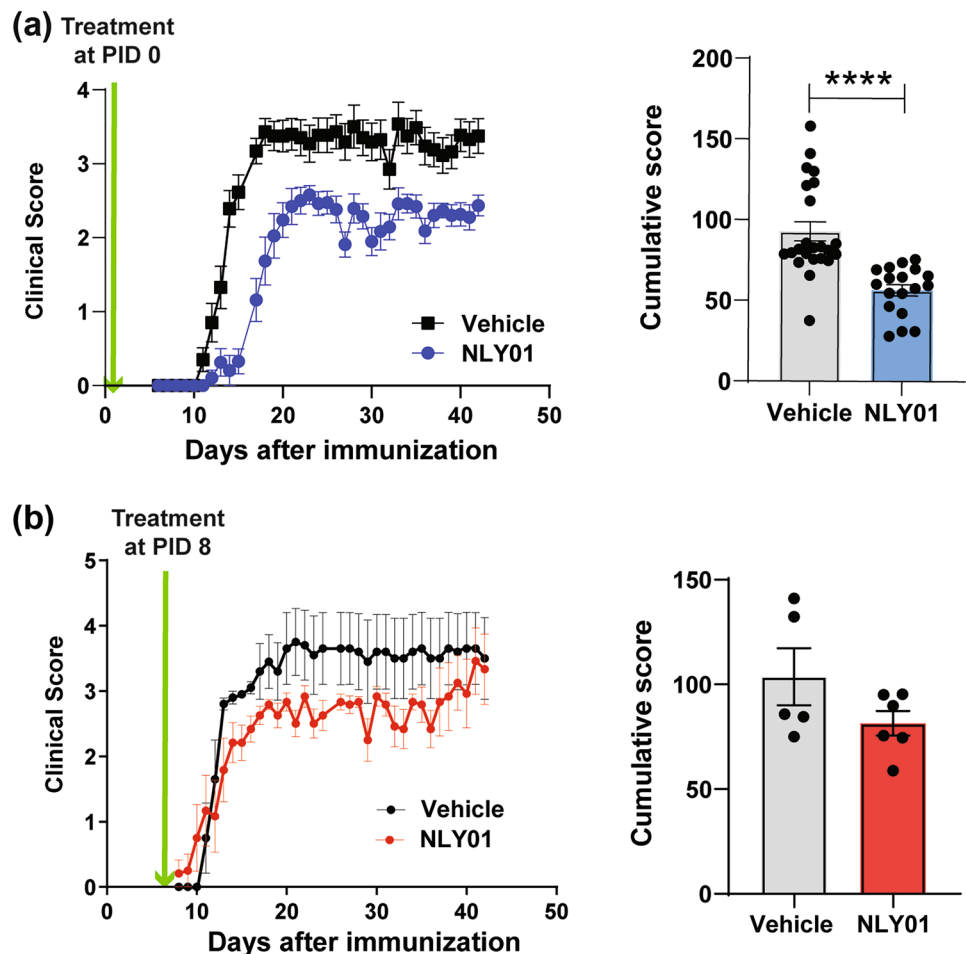 (a)
Treatment
at PID 0
4
3
2
1
0
Clinical Score
Vehicle
NLY01
0 10 20 30 40 50
Days after immunization
200
150
100
50
0
Cumulative score
****
Vehicle NLY01
(b)
Treatment
at PID 8
5
4
3
2
1
0
Clinical Score
Vehicle
NLY01
0 10 20 30 40 50
Days after immunization
150
100
50
0
Cumulative score
Vehicle NLY01